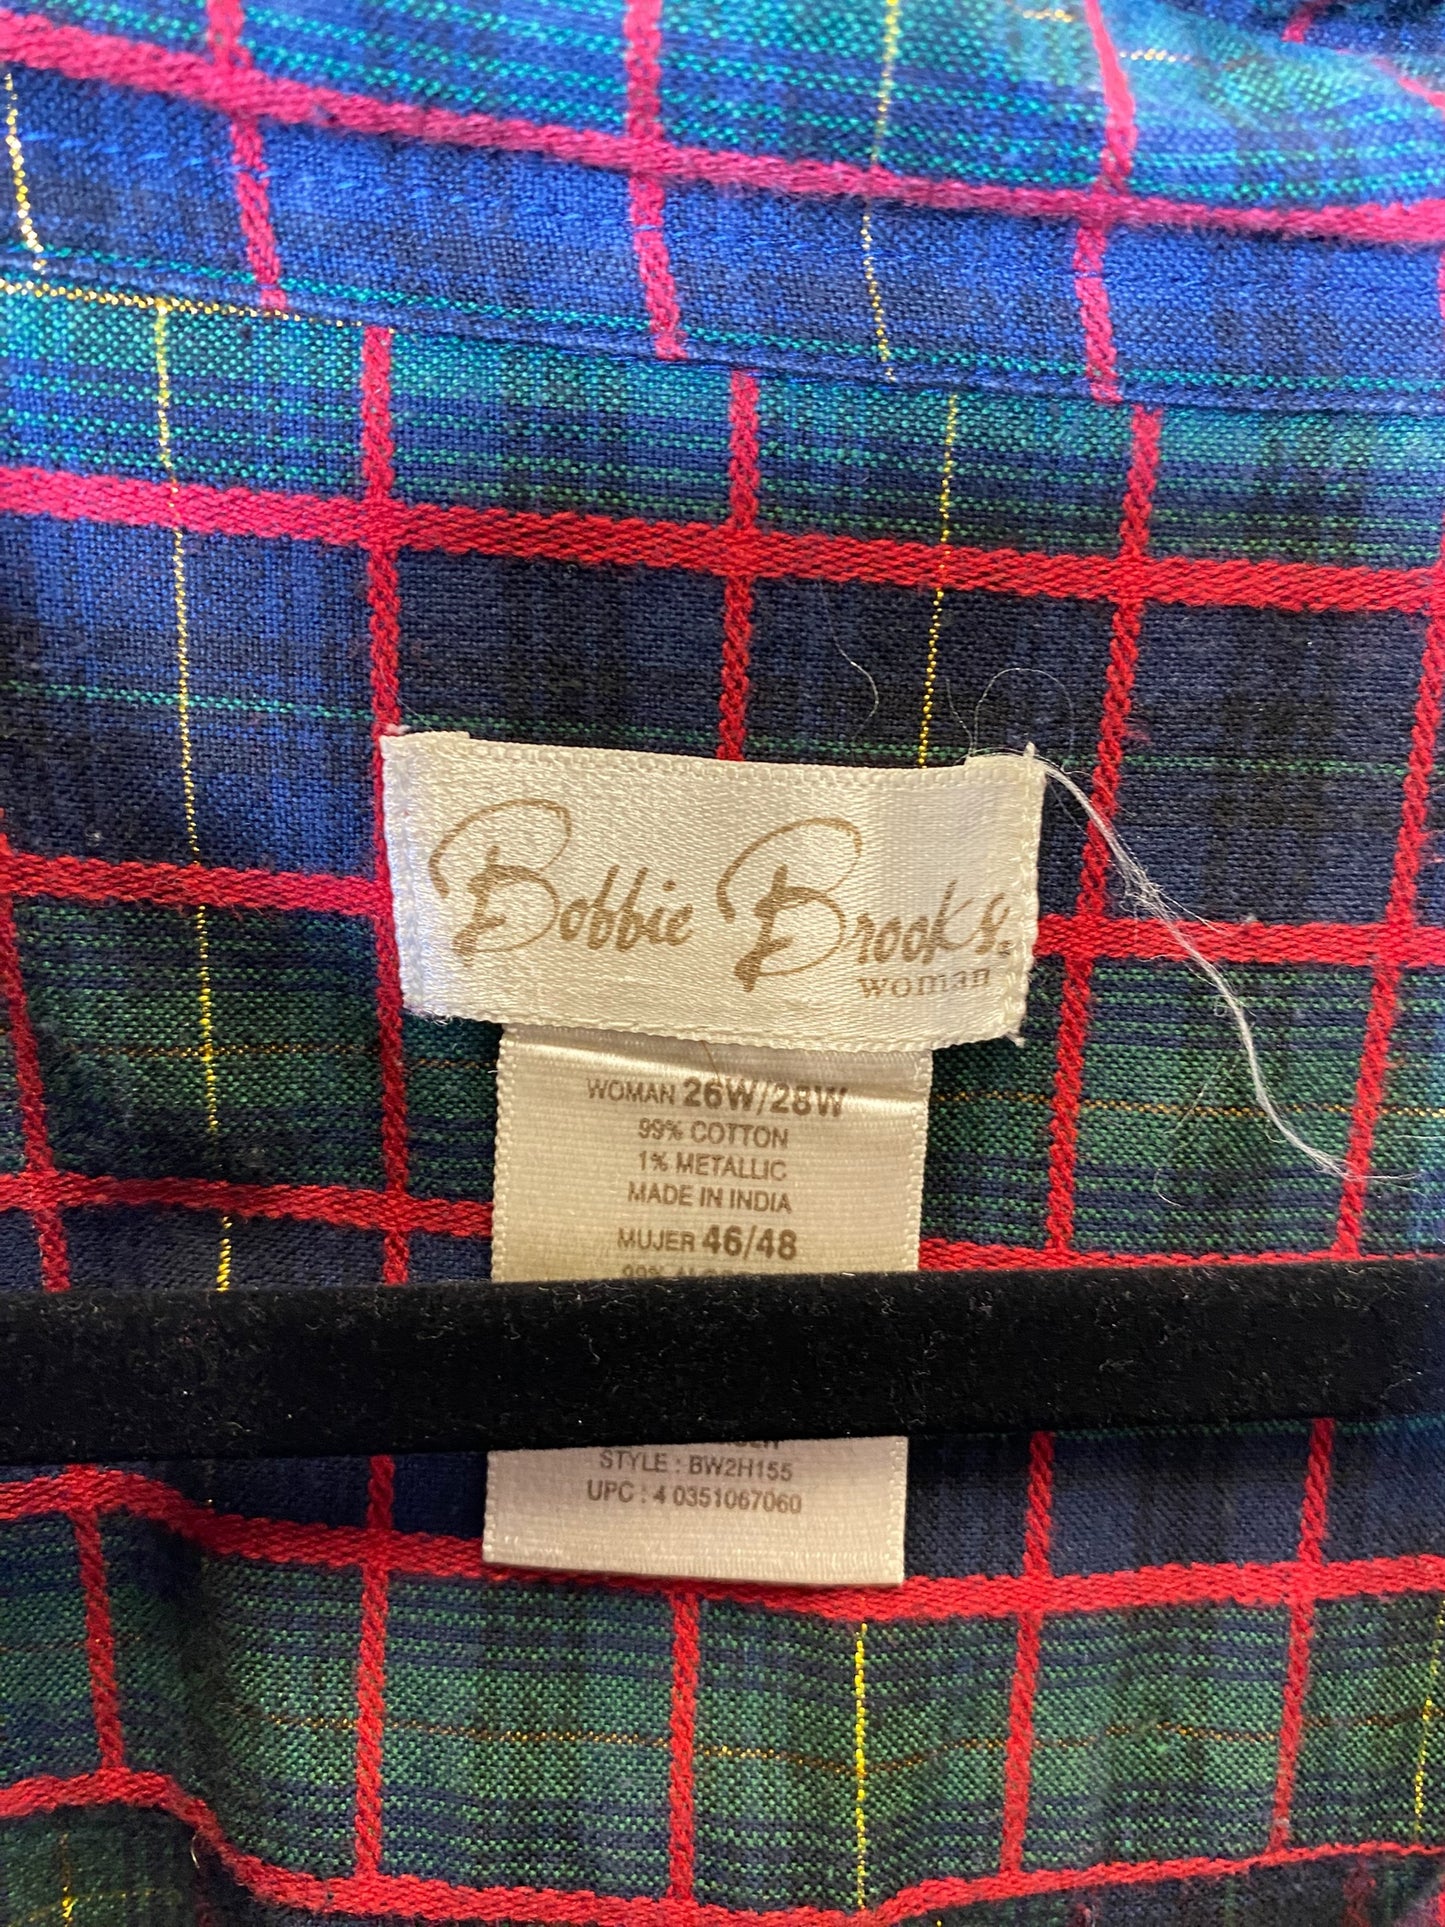 Bobbie Brooks.
woman
WOMAN 26W/28W
99% COTTON
1% METALLIC
MADE IN INDIA
MUJER 46/48
99%
STYLE : BW2H155
UPC : 4 0351067060